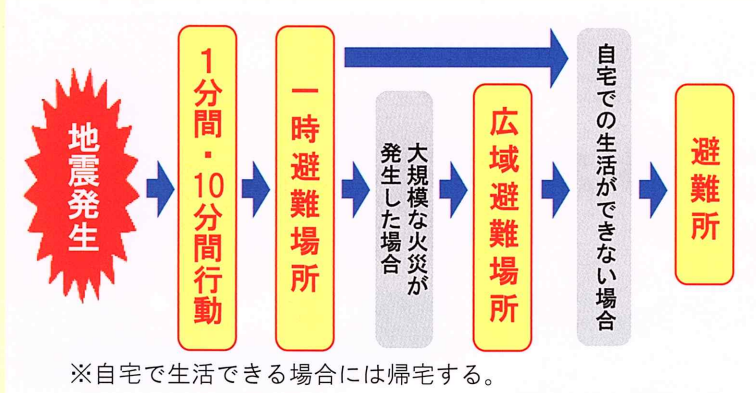 地震発生
1分間・10分間行動
一時避難場所
大規模な火災が
発生した場合
広域避難場所
自宅での生活ができない場合
避難所
※自宅で生活できる場合には帰宅する。